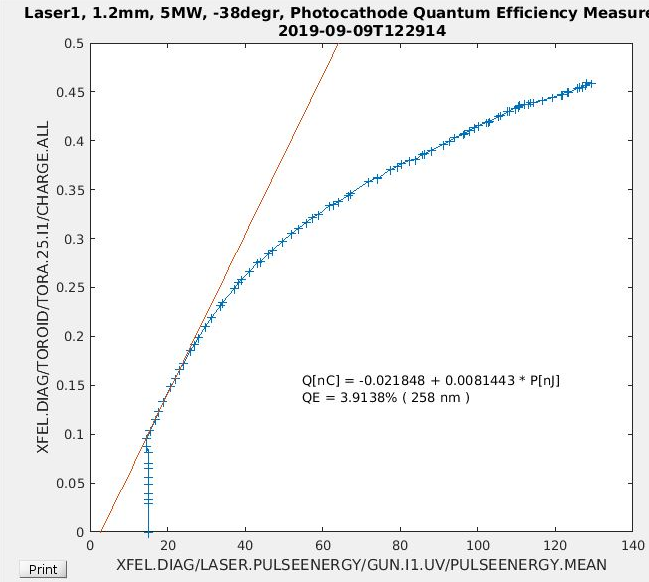 Laser1, 1.2mm, 5MW, -38degr, Photocathode Quantum Efficiency Measure
2019-09-09T122914
XFEL.DIAG/TOROID/TORA.25.I1/CHARGE.ALL
0.5
0.45
0.4
0.35
0.3
0.25
0.2
0.15
0.1
0.05
0
Q[nC] = -0.021848 + 0.0081443 * P[nJ]
QE = 3.9138% ( 258 nm )
0 20 40 60 80 100 120 140
XFEL.DIAG/LASER.PULSEENERGY/GUN.I1.UV/PULSEENERGY.MEAN
Print